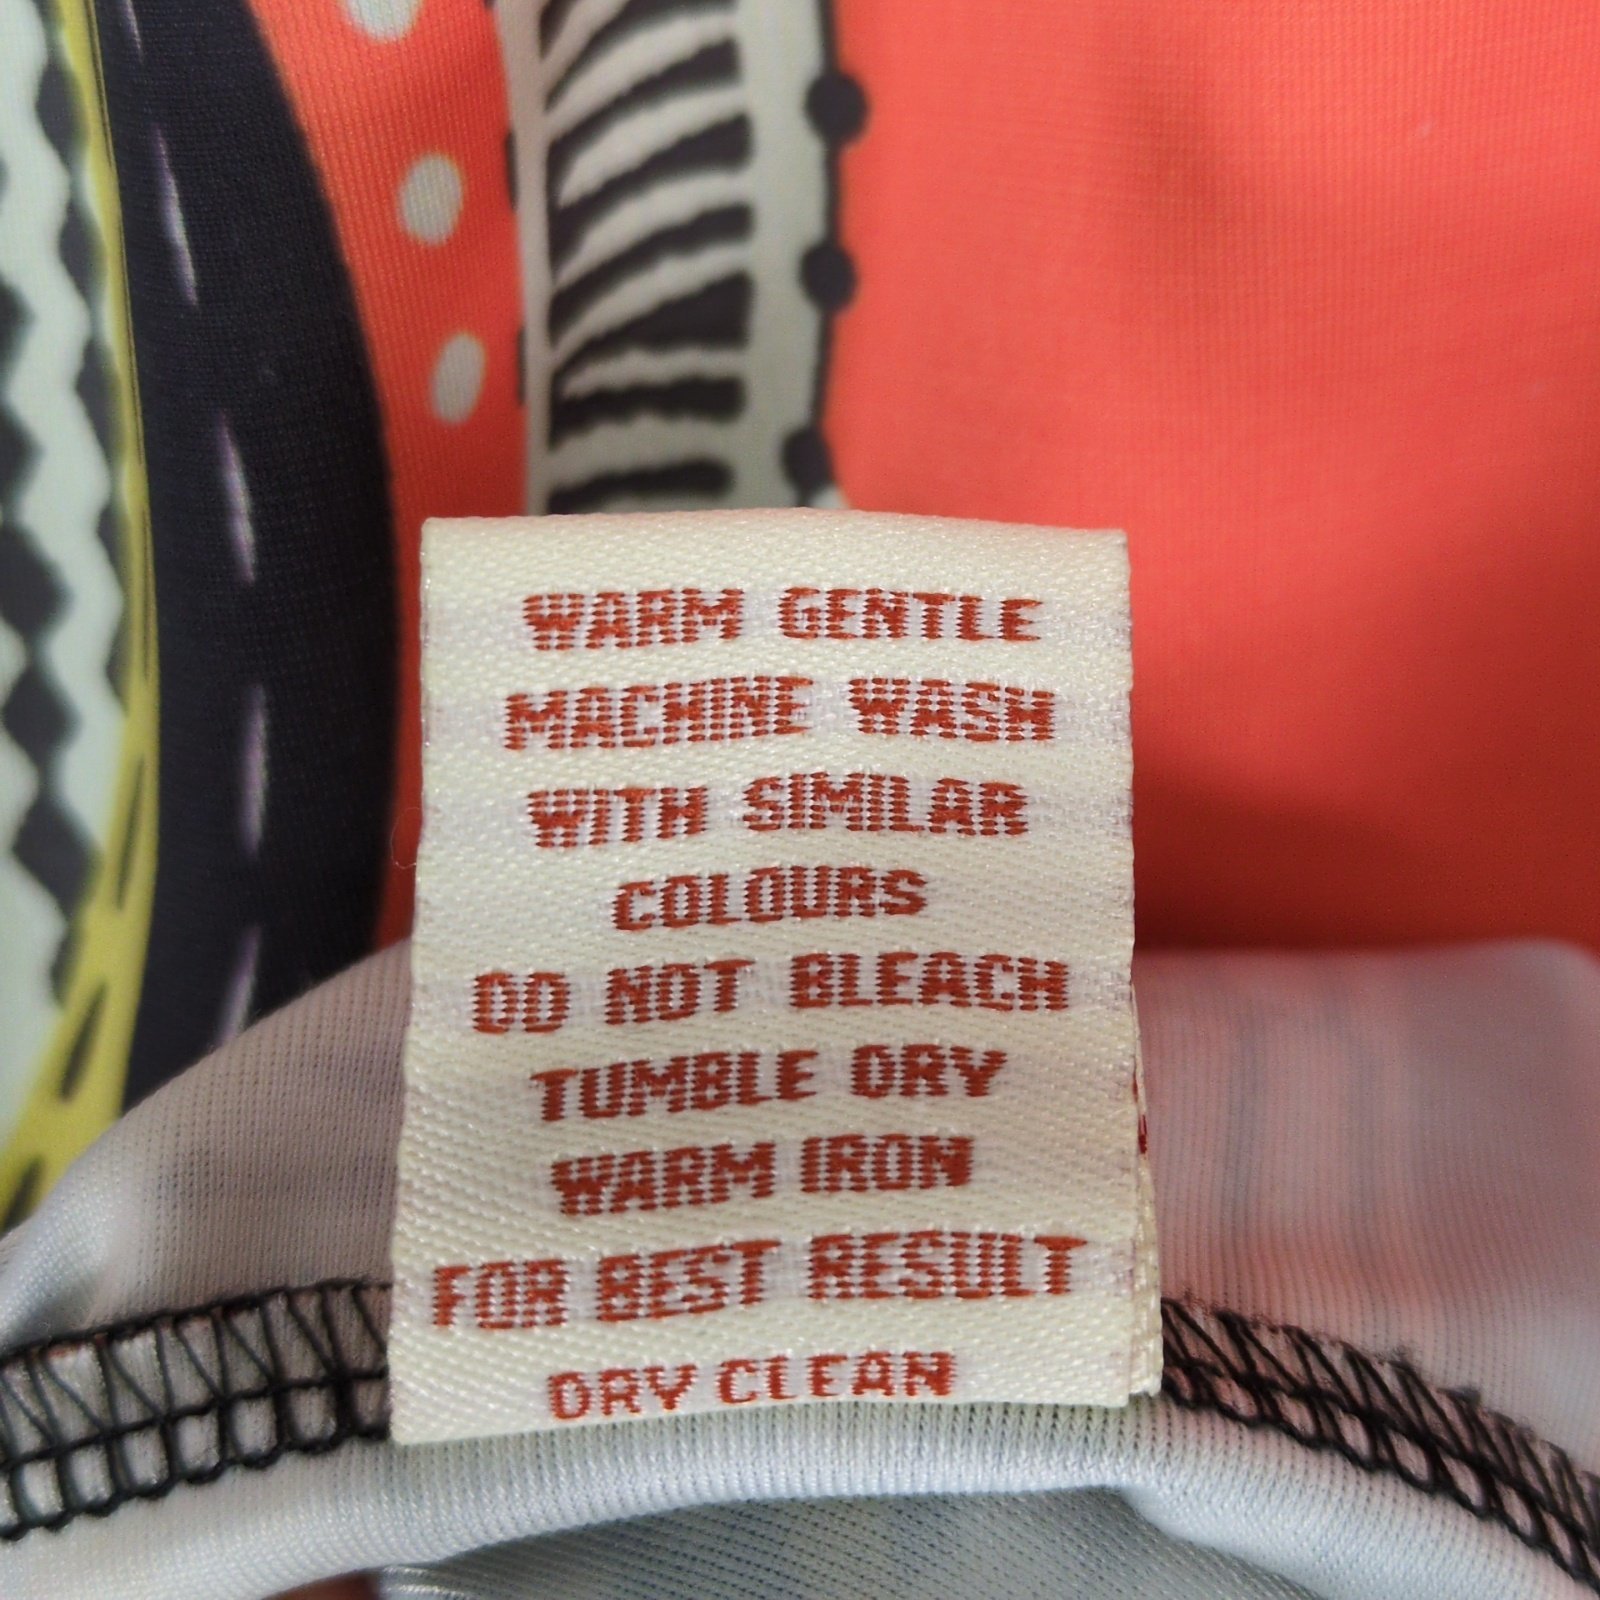 WARM GENTLE
MACHINE WASH
WITH SIMILAR
COLOURS
DO NOT BLEACH
TUMBLE DRY
WARM IRON
FOR BEST RESULT
DRY CLEAN